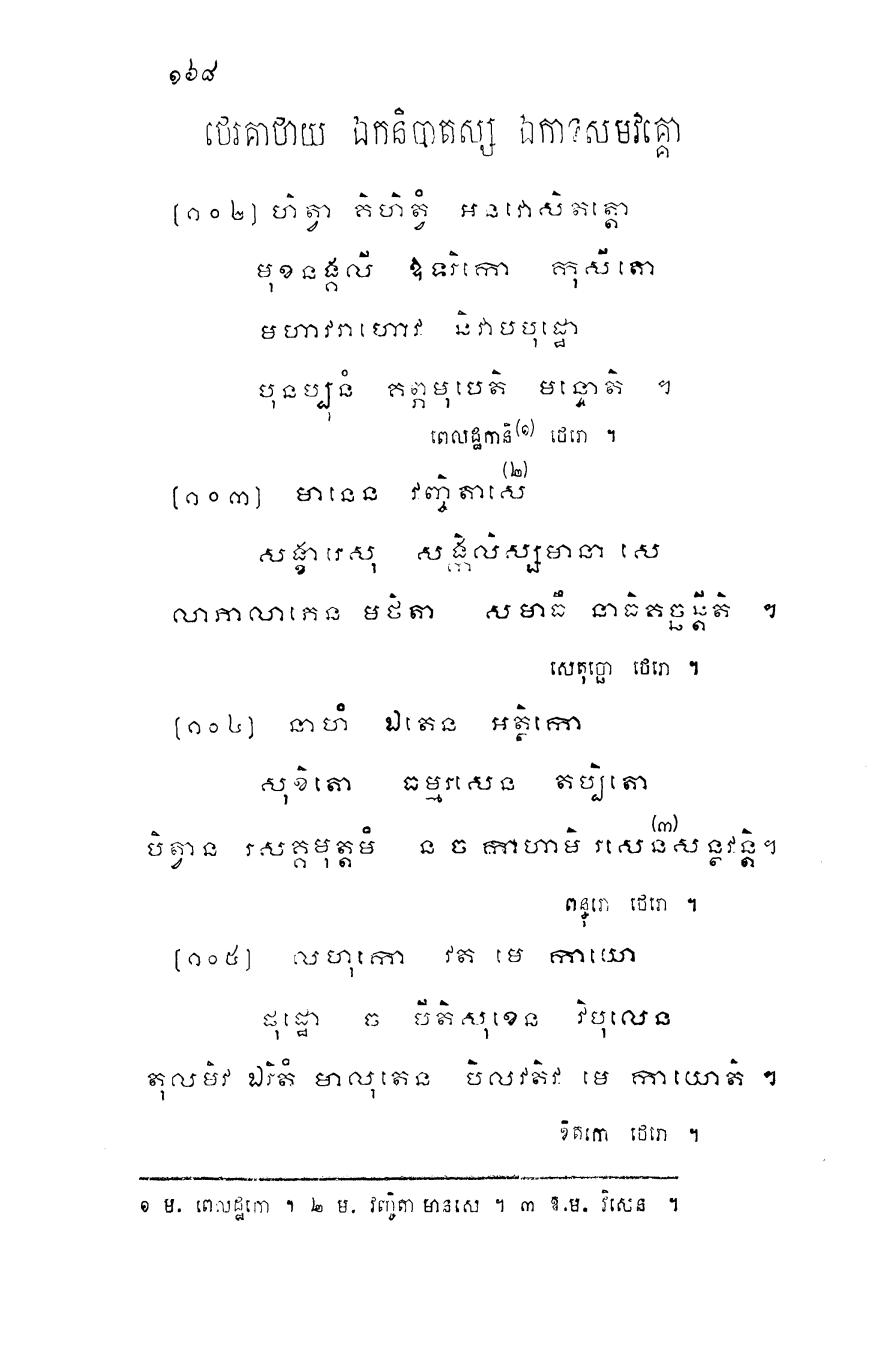 ១៦៨
ថេរគាថាយ ឯកនិបាតស្ស ឯកាទសមវគ្គោ
[១០២] ហិត្វា គិហិត្វំ អនវោសិតត្តោ
មុខនង្គលី ឱទរិកោ កុសីតោ
មហាវរាហោវ និវាបបុដ្ឋោ
បុនប្បុនំ គព្ភមុបេតិ មន្ទោតិ ។
ពេលដ្ឋកានិ(១) ថេរោ ។
[១០៣] មានេន វញ្ចិតាសេ(២)
សង្ខារេសុ សង្កិលិស្សមានា សេ
លាភាលាភេន មថិតា សមាធឹ នាធិគច្ឆន្តីតិ ។
សេតុច្ឆោ ថេរោ ។
[១០៤] នាហំ ឯតេន អត្ថិកោ
សុខិតោ ធម្មរសេន តប្បិតោ
បិត្វាន រសគ្គមុត្តមំ ន ច កាហាមិ រសេន(៣)សន្ថវន្តិ។
ពន្ធុរោ ថេរោ ។
[១០៥] លហុកោ វត មេ កាយោ
ផុដ្ឋោ ច បីតិសុខេន វិបុលេន
តុលមិវ ឯរិតំ មាលុតេន បិលវតិវ មេ កាយោតិ ។
ខិតកោ ថេរោ ។
១ ម. ពេលដ្ឋកោ ។ ២ ម. វញ្ចិតា មានសេ ។ ៣ ឱ.ម. វិសេន ។